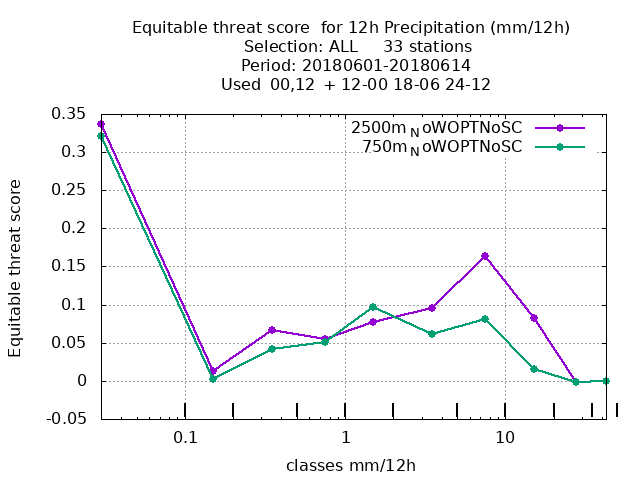 Equitable threat score  for 12h Precipitation (mm/12h)
Selection: ALL     33 stations
Period: 20180601-20180614
Used  00,12  + 12-00 18-06 24-12
2500m_NoWOPTNoSC
750m_NoWOPTNoSC
0.35
0.3
0.25
0.2
0.15
0.1
0.05
0
-0.05
Equitable threat score
0.1
1
10
classes mm/12h